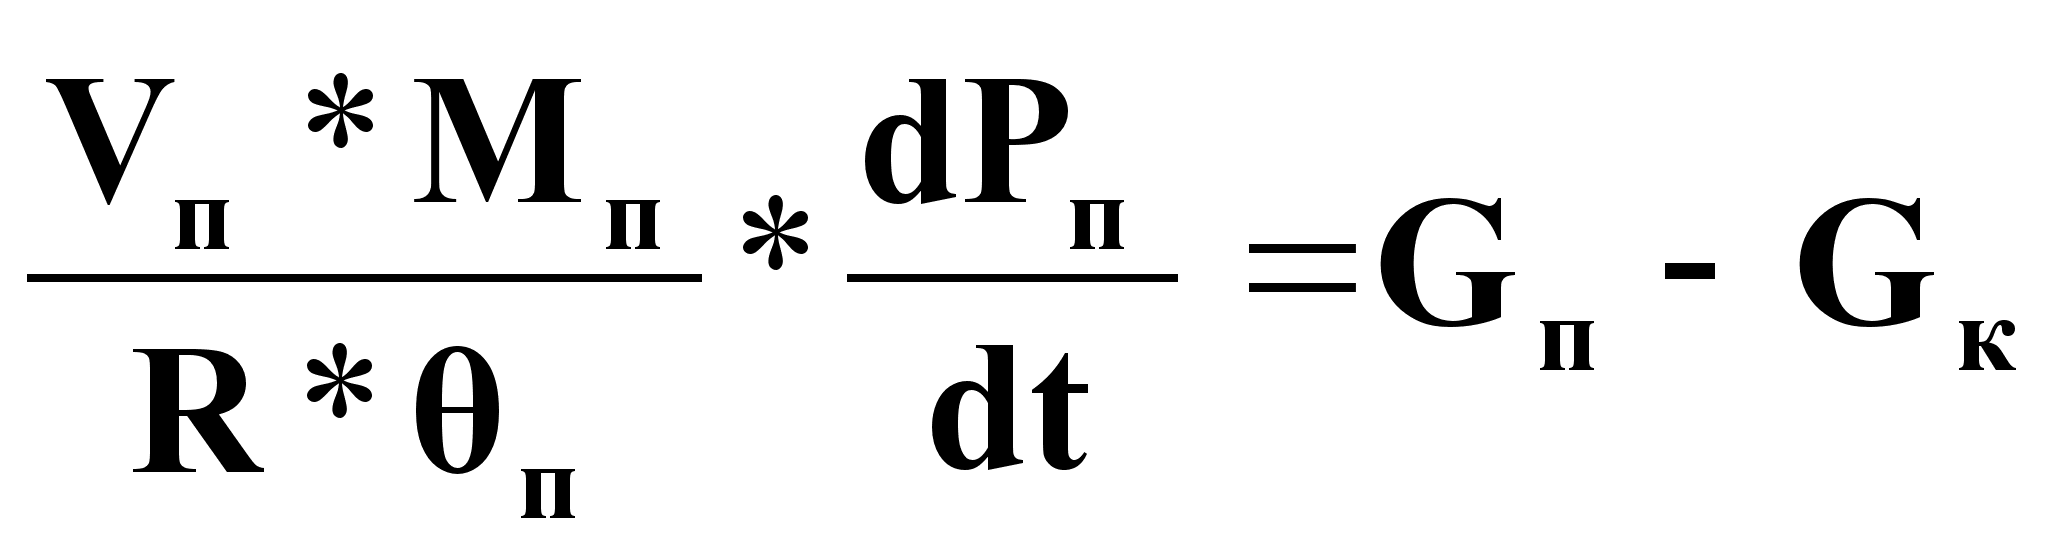 Vп * Mп / R * θп * dPп / dt = Gп - Gк